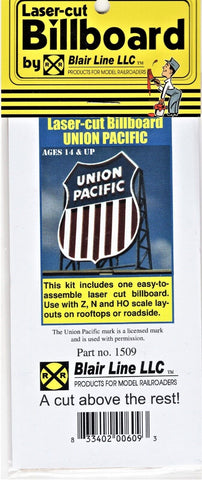 Laser-cut
Billboard
by R R Blair Line LLC™
PRODUCTS FOR MODEL RAILROADERS
Laser-cut Billboard
UNION PACIFIC
AGES 14 & UP
UNION
PACIFIC
This kit includes one easy-to-
assemble laser cut billboard.
Use with Z, N and HO scale lay-
outs on rooftops or roadside.
The Union Pacific mark is a licensed mark
and is used with permission.
Part no. 1509
R R Blair Line LLC™
PRODUCTS FOR MODEL RAILROADERS
A cut above the rest!
8 33402 00609 3